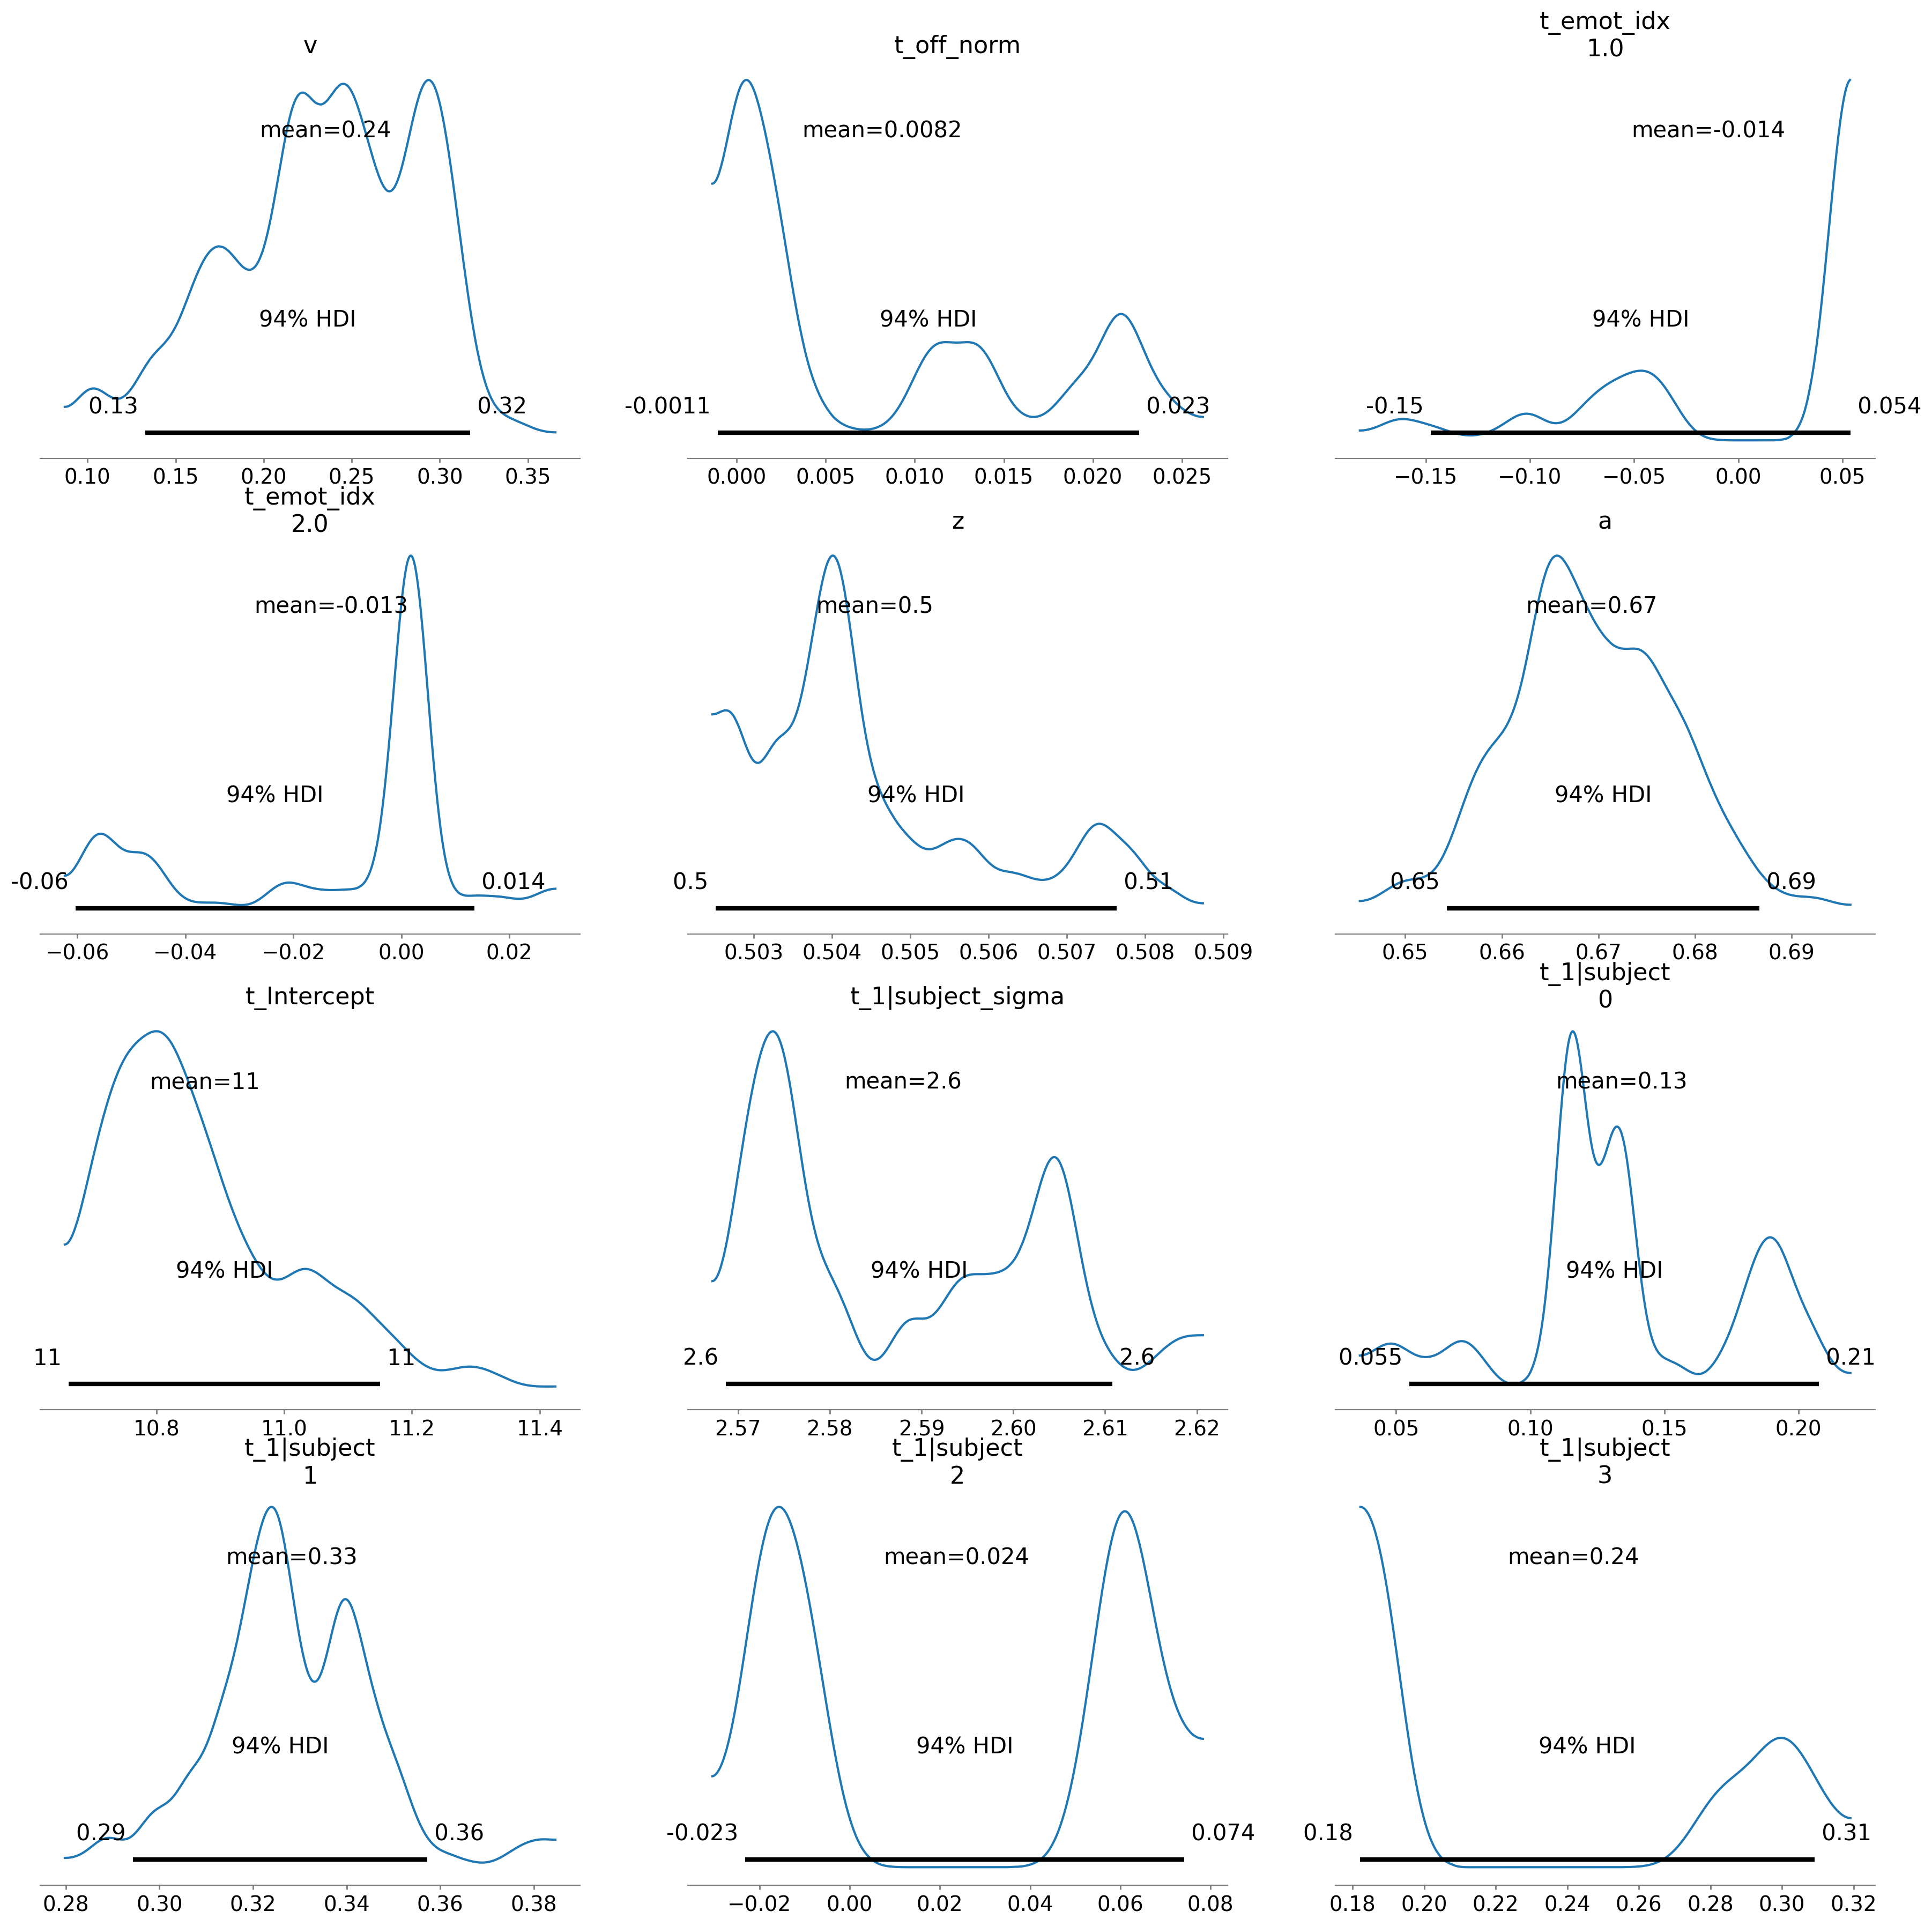 v
mean=0.24
94% HDI
0.13
0.32
0.10 0.15 0.20 0.25 0.30 0.35
t_off_norm
mean=0.0082
94% HDI
-0.0011
0.023
0.000 0.005 0.010 0.015 0.020 0.025
t_emot_idx
1.0
mean=-0.014
94% HDI
-0.15
0.054
−0.15 −0.10 −0.05 0.00 0.05
t_emot_idx
2.0
mean=-0.013
94% HDI
-0.06
0.014
−0.06 −0.04 −0.02 0.00 0.02
z
mean=0.5
94% HDI
0.5
0.51
0.503 0.504 0.505 0.506 0.507 0.508 0.509
a
mean=0.67
94% HDI
0.65
0.69
0.65 0.66 0.67 0.68 0.69
t_Intercept
mean=11
94% HDI
11
11
10.8 11.0 11.2 11.4
t_1|subject_sigma
mean=2.6
94% HDI
2.6
2.6
2.57 2.58 2.59 2.60 2.61 2.62
t_1|subject
0
mean=0.13
94% HDI
0.055
0.21
0.05 0.10 0.15 0.20
t_1|subject
1
mean=0.33
94% HDI
0.29
0.36
0.28 0.30 0.32 0.34 0.36 0.38
t_1|subject
2
mean=0.024
94% HDI
-0.023
0.074
−0.02 0.00 0.02 0.04 0.06 0.08
t_1|subject
3
mean=0.24
94% HDI
0.18
0.31
0.18 0.20 0.22 0.24 0.26 0.28 0.30 0.32